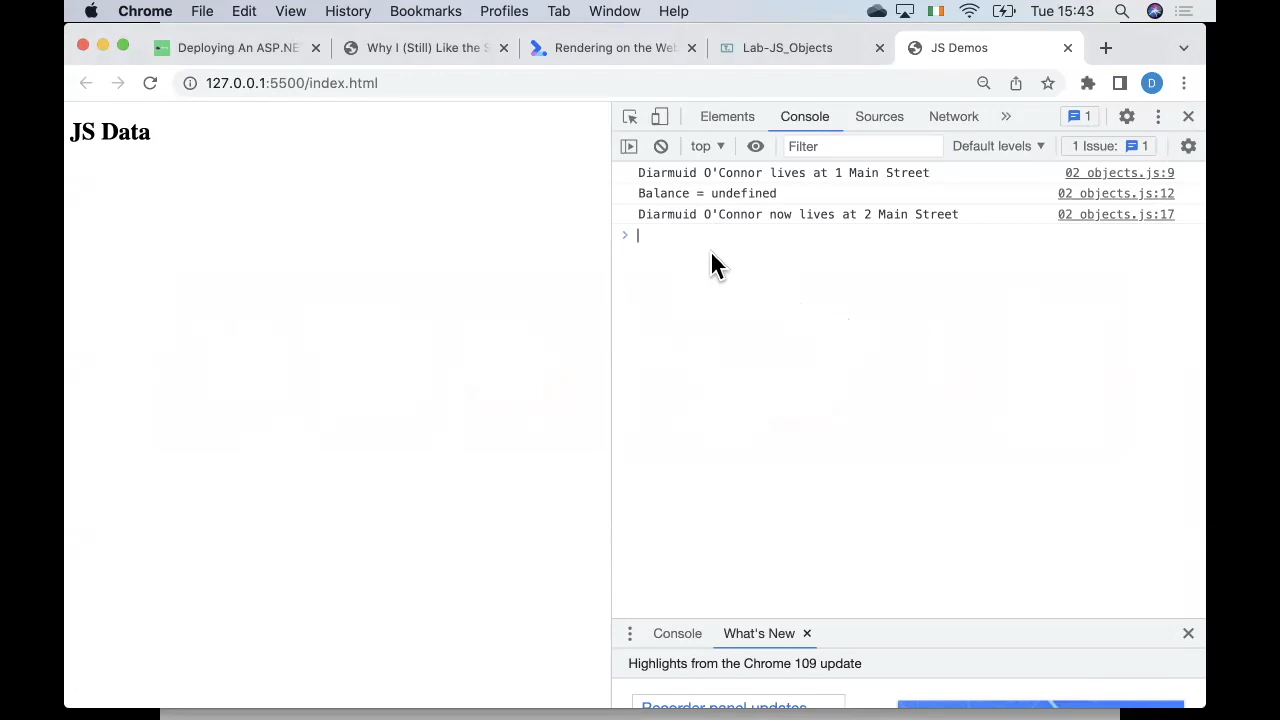 Chrome File Edit View History Bookmarks Profiles Tab Window Help Tue 15:43
Deploying An ASP.NE Why I (Still) Like the S Rendering on the Web Lab-JS_Objects JS Demos
127.0.0.1:5500/index.html D
JS Data
Elements Console Sources Network 1
top Filter Default levels 1 Issue: 1
Diarmuid O'Connor lives at 1 Main Street 02 objects.js:9
Balance = undefined 02 objects.js:12
Diarmuid O'Connor now lives at 2 Main Street 02 objects.js:17
Console What's New
Highlights from the Chrome 109 update
Recorder panel updates